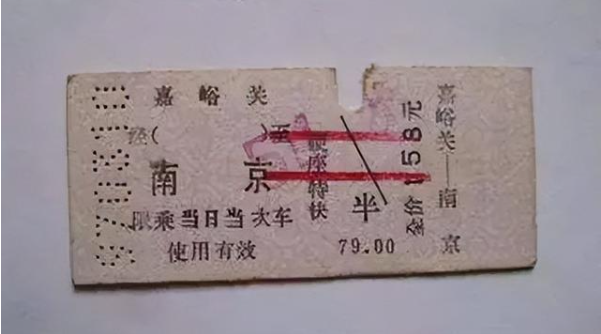 嘉峪关
经( )至
南京
限乘当日当次车
使用有效
硬座特快
半
79.00
全价158元
嘉峪关—南京